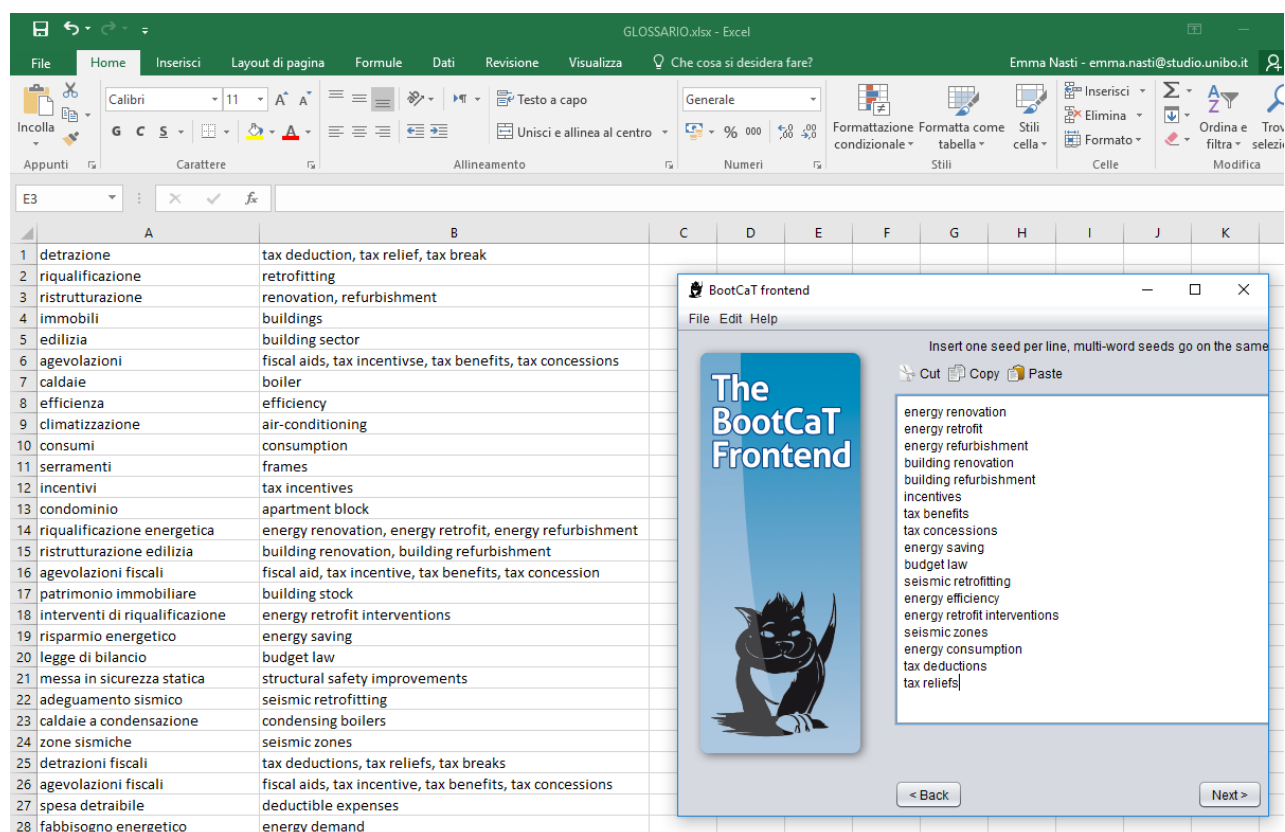 GLOSSARIO.xlsx - Excel
File Home Inserisci Layout di pagina Formule Dati Revisione Visualizza Che cosa si desidera fare? Emma Nasti - emma.nasti@studio.unibo.it
Incolla
Calibri 11
G C S
Testo a capo
Unisci e allinea al centro
Generale
% 000
Formattazione condizionale
Formatta come tabella
Stili cella
Inserisci
Elimina
Formato
Ordina e filtra
Appunti Carattere Allineamento Numeri Stili Celle Modifica
E3 fx
A B C D E F G H I J K
1 detrazione tax deduction, tax relief, tax break
2 riqualificazione retrofitting
3 ristrutturazione renovation, refurbishment
4 immobili buildings
5 edilizia building sector
6 agevolazioni fiscal aids, tax incentivse, tax benefits, tax concessions
7 caldaie boiler
8 efficienza efficiency
9 climatizzazione air-conditioning
10 consumi consumption
11 serramenti frames
12 incentivi tax incentives
13 condominio apartment block
14 riqualificazione energetica energy renovation, energy retrofit, energy refurbishment
15 ristrutturazione edilizia building renovation, building refurbishment
16 agevolazioni fiscali fiscal aid, tax incentive, tax benefits, tax concession
17 patrimonio immobiliare building stock
18 interventi di riqualificazione energy retrofit interventions
19 risparmio energetico energy saving
20 legge di bilancio budget law
21 messa in sicurezza statica structural safety improvements
22 adeguamento sismico seismic retrofitting
23 caldaie a condensazione condensing boilers
24 zone sismiche seismic zones
25 detrazioni fiscali tax deductions, tax reliefs, tax breaks
26 agevolazioni fiscali fiscal aids, tax incentive, tax benefits, tax concessions
27 spesa detraibile deductible expenses
28 fabbisogno energetico energy demand
BootCaT frontend
File Edit Help
Insert one seed per line, multi-word seeds go on the same
Cut Copy Paste
The
BootCaT
Frontend
energy renovation
energy retrofit
energy refurbishment
building renovation
building refurbishment
incentives
tax benefits
tax concessions
energy saving
budget law
seismic retrofitting
energy efficiency
energy retrofit interventions
seismic zones
energy consumption
tax deductions
tax reliefs
< Back Next >